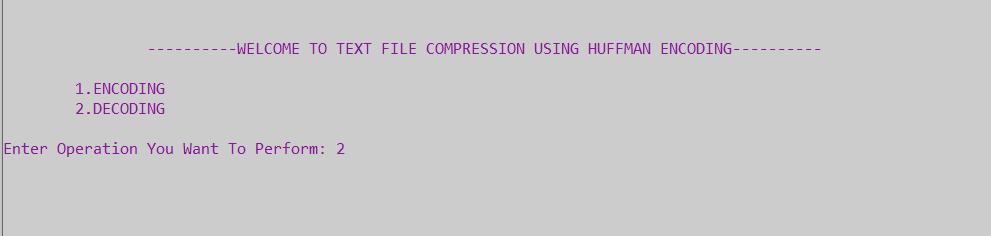 ----------WELCOME TO TEXT FILE COMPRESSION USING HUFFMAN ENCODING----------
1.ENCODING
2.DECODING
Enter Operation You Want To Perform: 2